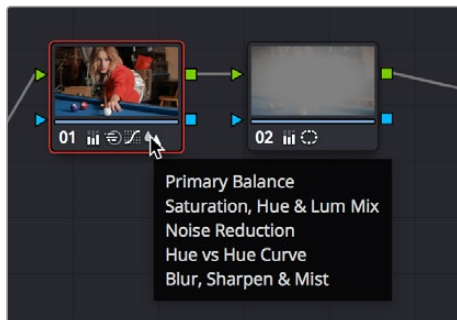 01
02
Primary Balance
Saturation, Hue & Lum Mix
Noise Reduction
Hue vs Hue Curve
Blur, Sharpen & Mist